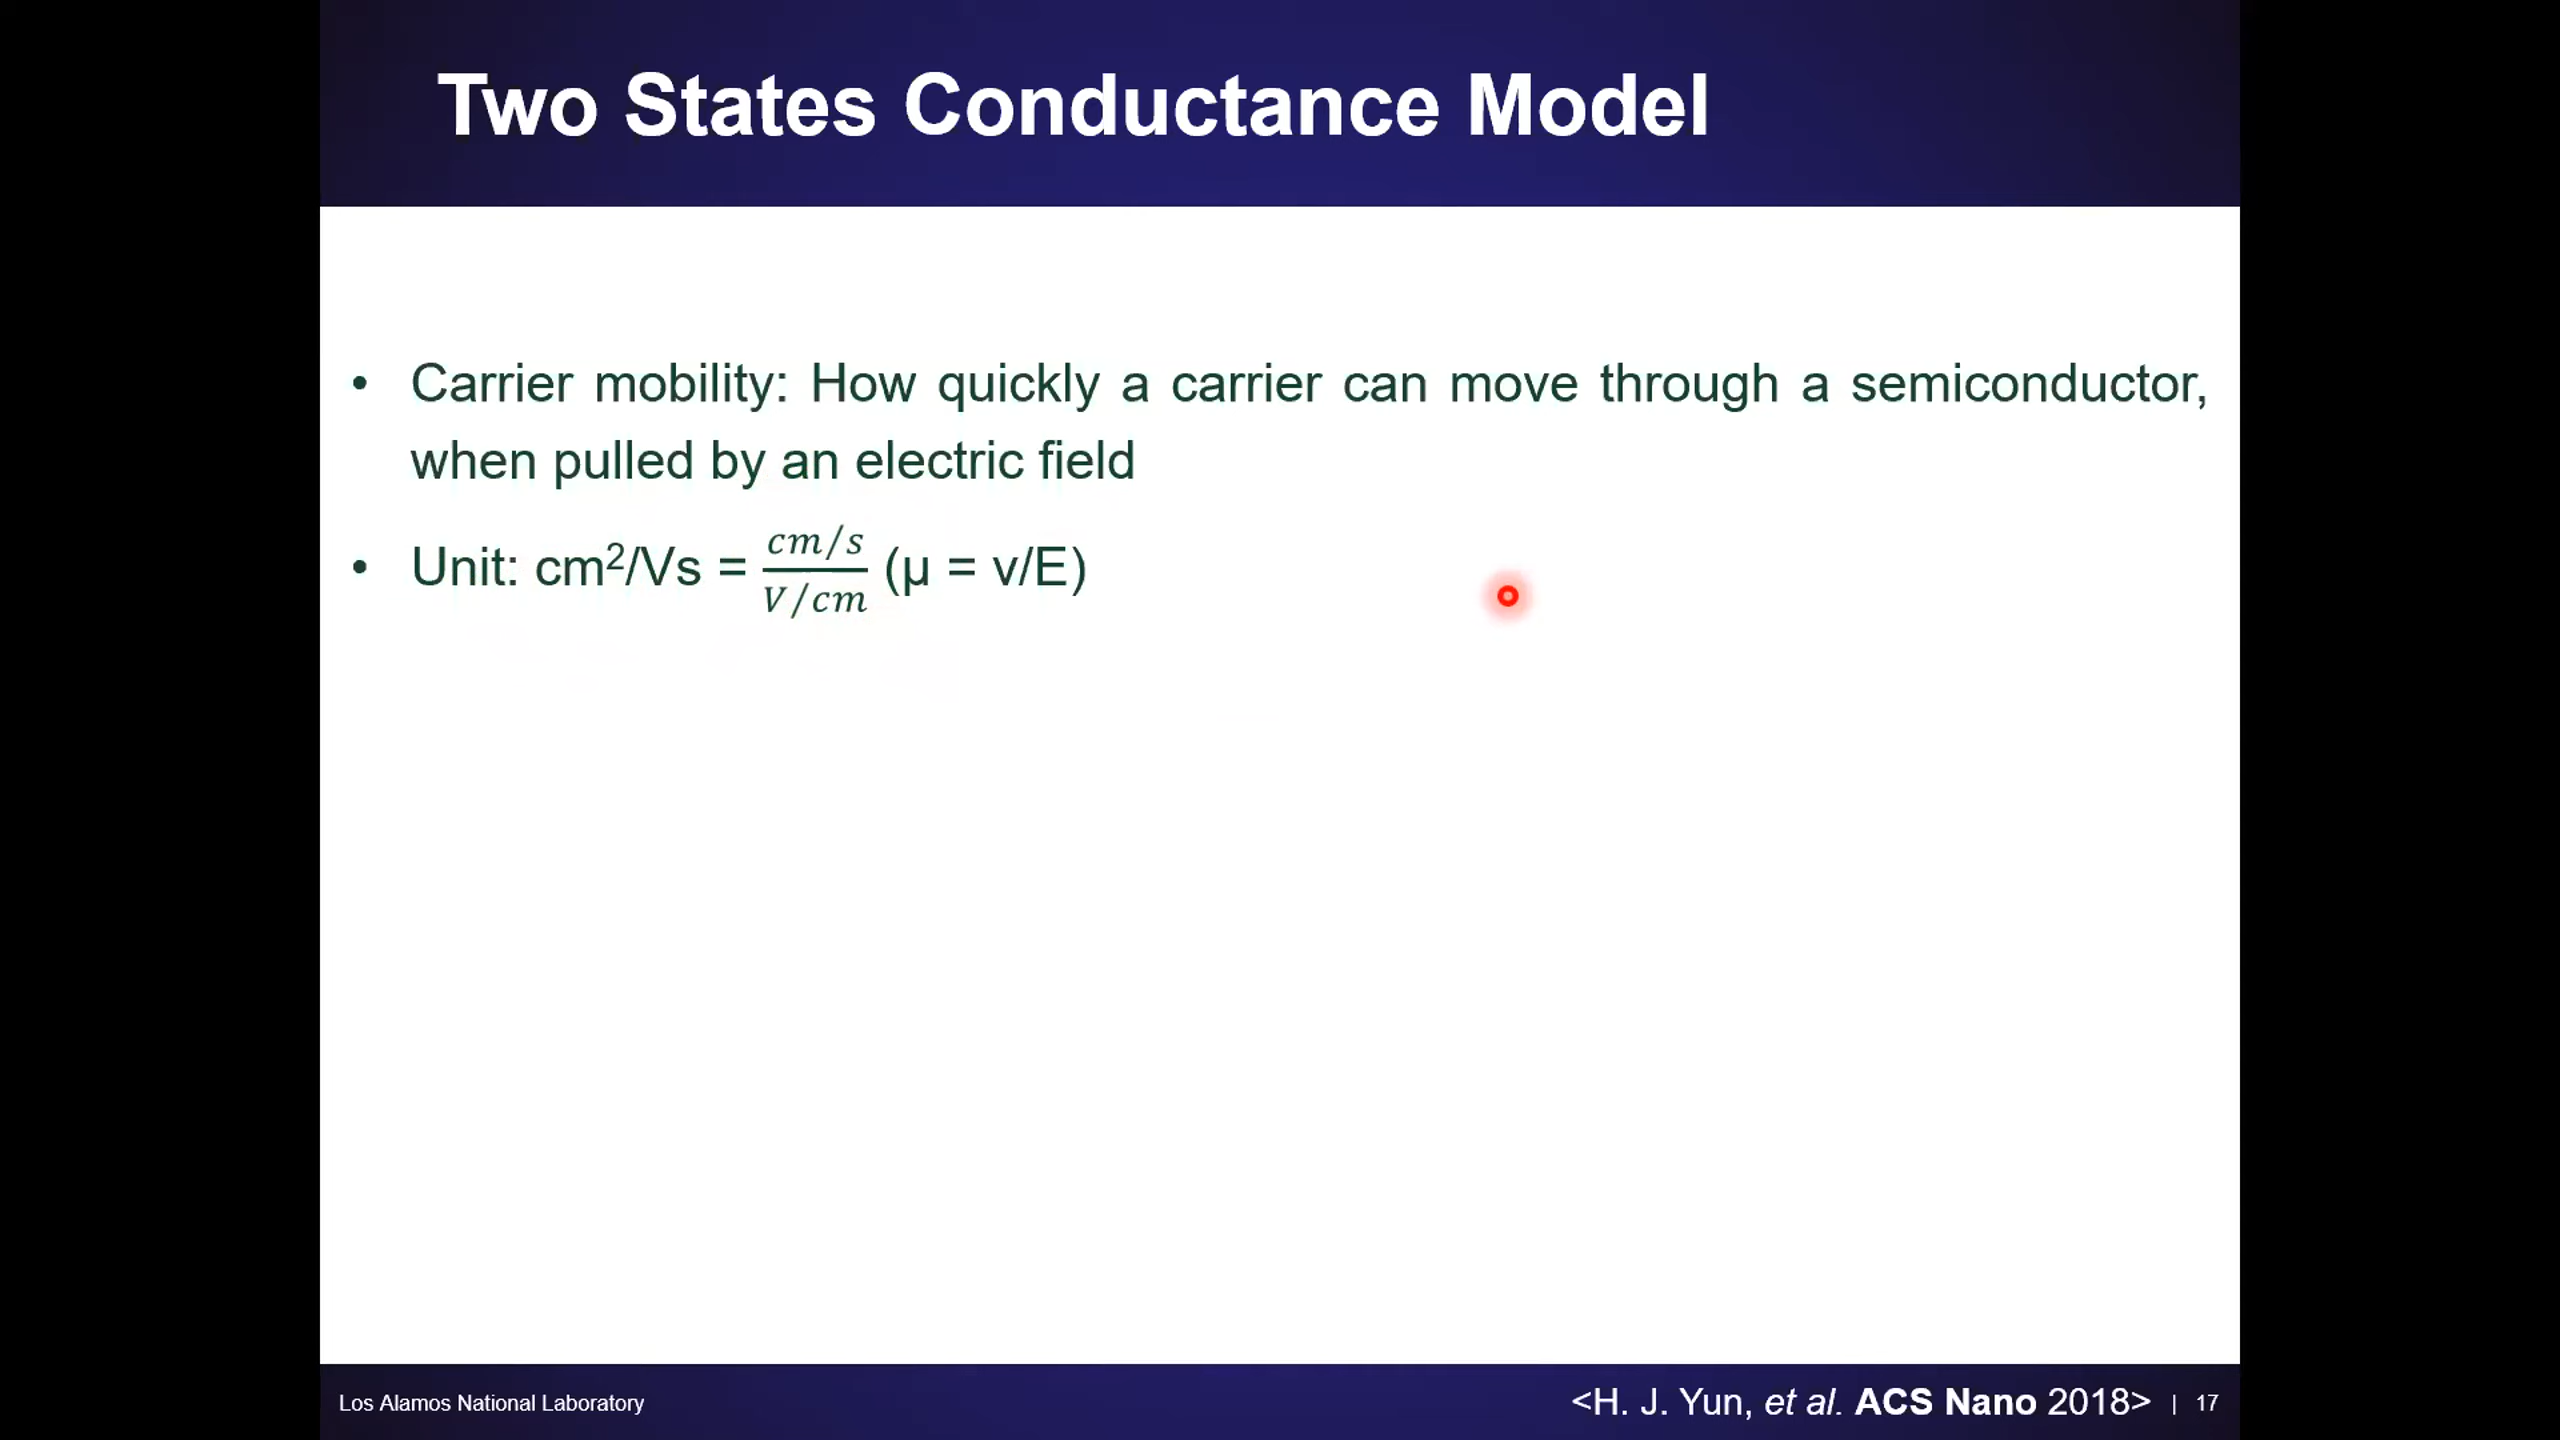 Two States Conductance Model
• Carrier mobility: How quickly a carrier can move through a semiconductor,
when pulled by an electric field
• Unit: cm²/Vs = \frac{cm/s}{V/cm} (µ = v/E)
Los Alamos National Laboratory
<H. J. Yun, et al. ACS Nano 2018> | 17